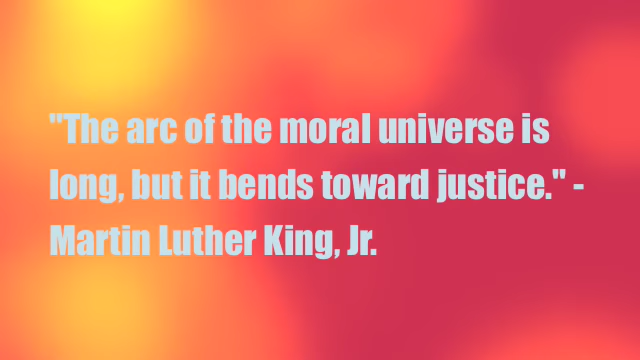 "The arc of the moral universe is
long, but it bends toward justice." -
Martin Luther King, Jr.